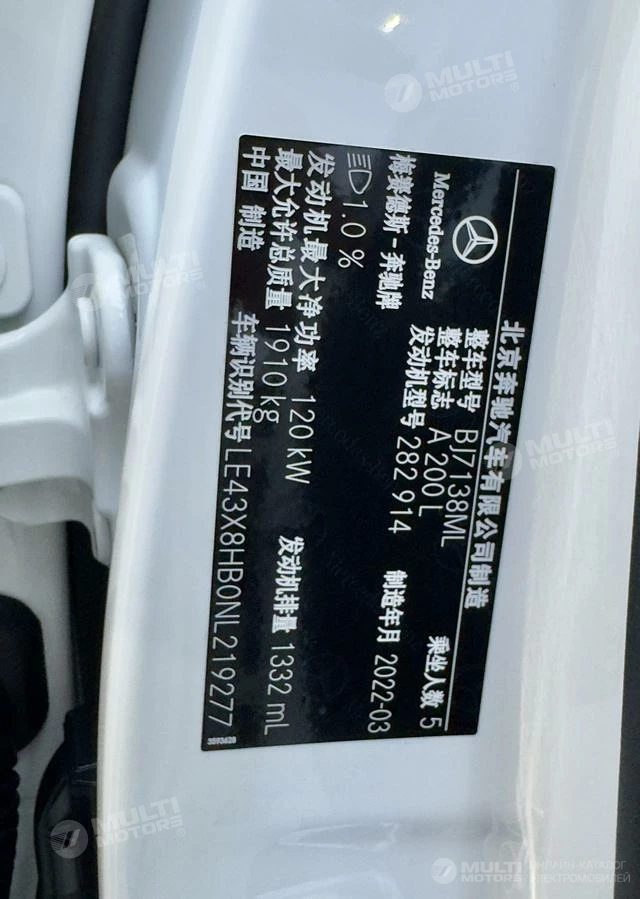 北京奔驰汽车有限公司制造
Mercedes-Benz
梅赛德斯-奔驰牌
整车型号 BJ7138ML 乘坐人数 5
整车标志 A 200 L
发动机型号 282 914 制造年月 2022-03
1.0 %
发动机最大净功率 120 kW 发动机排量 1332 mL
最大允许总质量 1910 kg
中国 制造 车辆识别代号 LE43X8HB0NL219277
3593628
MULTI MOTORS®
MULTI MOTORS®
MULTI MOTORS
MULTI MOTORS®
MULTI MOTORS®
ОНЛАЙН-КАТАЛОГ
ЭЛЕКТРОМОБИЛЕЙ